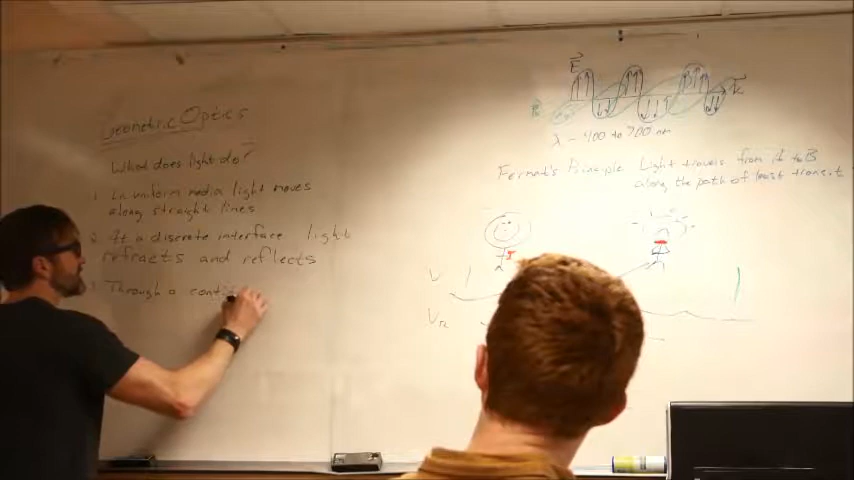 Geometric Optics
What does light do?
1. In uniform media light moves
along straight lines
2. At a discrete interface light
refracts and reflects
3. Through a conti
E
B
K
λ ~ 400 to 700 nm
Fermat's Principle Light travels from A to B
along the path of least transit
V
V